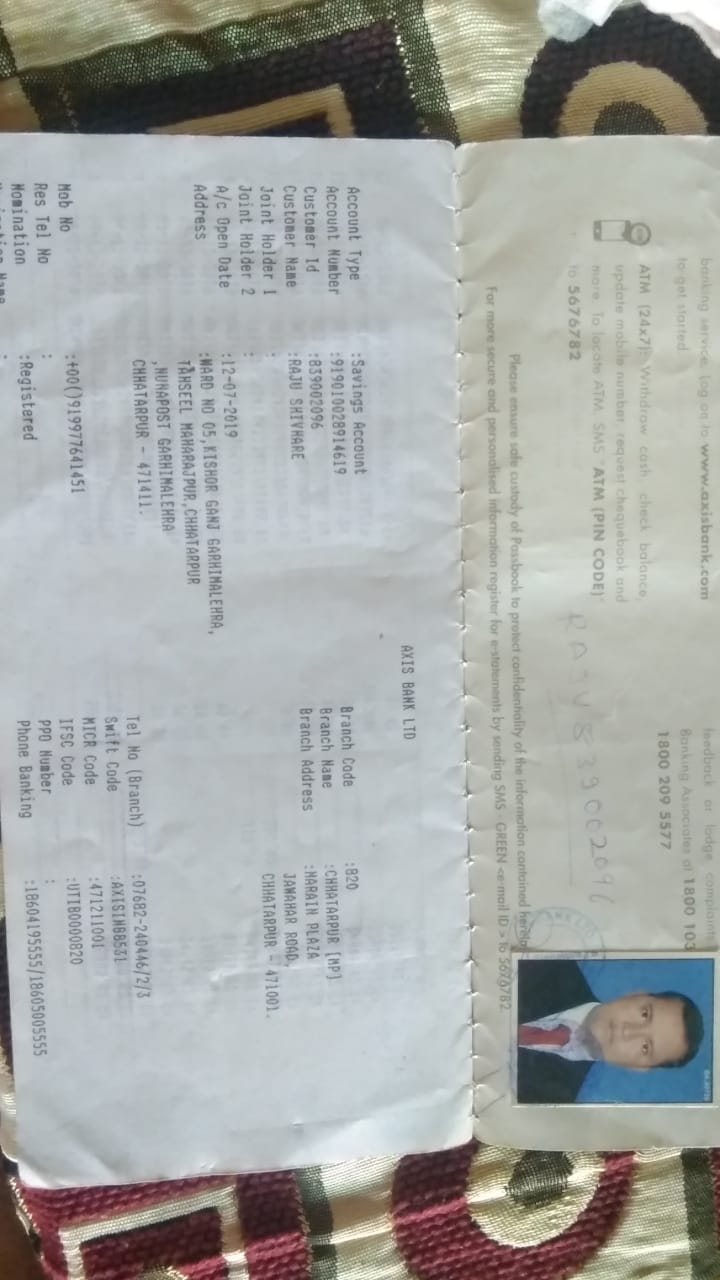 banking service, log on to www.axisbank.com
to get started
ATM (24x7): Withdraw cash, check balance,
update mobile number, request chequebook and
more. To locate ATM, SMS "ATM (PIN CODE)"
to 5676782
feedback or lodge complaint
Banking Associates at 1800 103
1800 209 5577
RAJU 839002096
Please ensure safe custody of Passbook to protect confidentiality of the information contained herein
For more secure and personalised information register for e-statements by sending SMS - GREEN <e-mail ID> to 5676782
AXIS BANK LTD
Account Type :Savings Account
Account Number :919010028914619
Customer Id :839002096
Customer Name :RAJU SHIVHARE
Joint Holder 1 :
Joint Holder 2 :
A/c Open Date :12-07-2019
Address :WARD NO 05,KISHOR GANJ GARHIMALEHRA,
TAHSEEL MAHARAJPUR,CHHATARPUR
,NUNAPOST GARHIMALEHRA
CHHATARPUR - 471411.
Mob No :+00()919977641451
Res Tel No :
Nomination :Registered
Branch Code :820
Branch Name :CHHATARPUR [MP]
Branch Address :NARAIN PLAZA
JAWAHAR ROAD,
CHHATARPUR - 471001.
Tel No (Branch) :07682-240446/2/3
Swift Code :AXISINBB531
MICR Code :471211001
IFSC Code :UTIB0000820
PPO Number :
Phone Banking :18604195555/18605005555